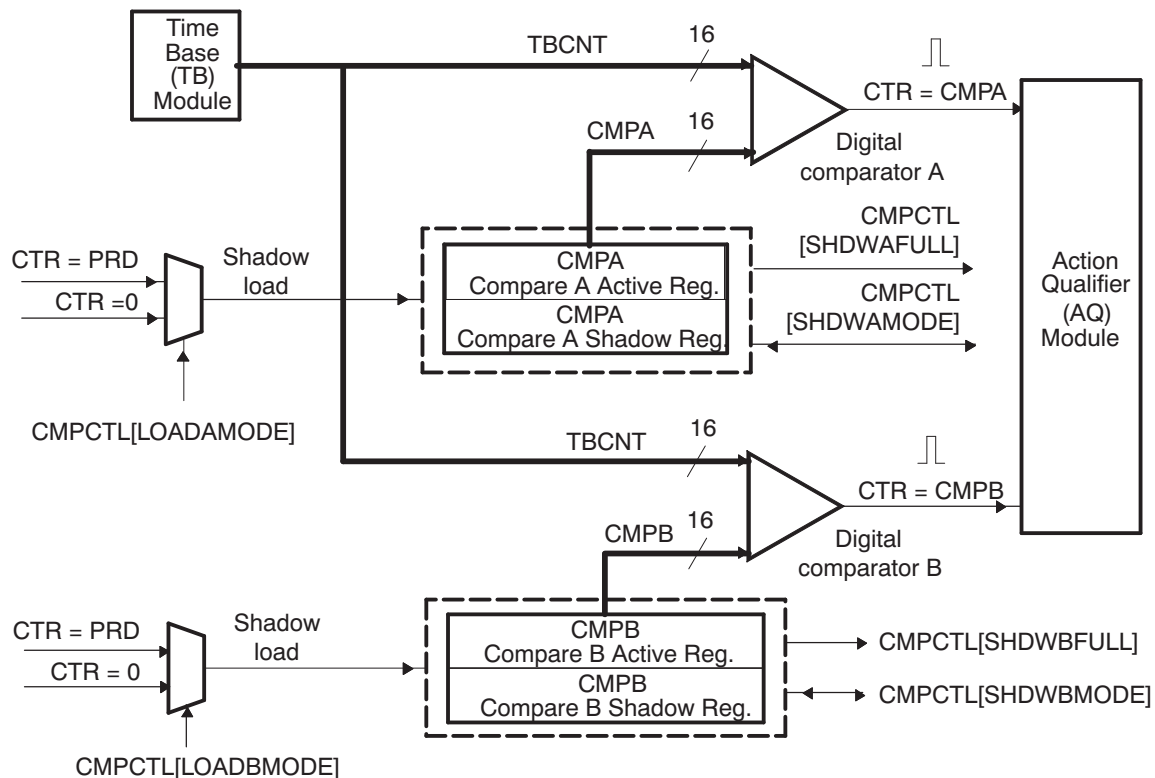 Time
Base
(TB)
Module
TBCNT
16
CTR = CMPA
CMPA
16
Digital
comparator A
CTR = PRD
CTR =0
Shadow
load
CMPA
Compare A Active Reg.
CMPA
Compare A Shadow Reg.
CMPCTL
[SHDWAFULL]
CMPCTL
[SHDWAMODE]
Action
Qualifier
(AQ)
Module
CMPCTL[LOADAMODE]
TBCNT
16
CTR = CMPB
CMPB
16
Digital
comparator B
CTR = PRD
CTR = 0
Shadow
load
CMPB
Compare B Active Reg.
CMPB
Compare B Shadow Reg.
CMPCTL[SHDWBFULL]
CMPCTL[SHDWBMODE]
CMPCTL[LOADBMODE]